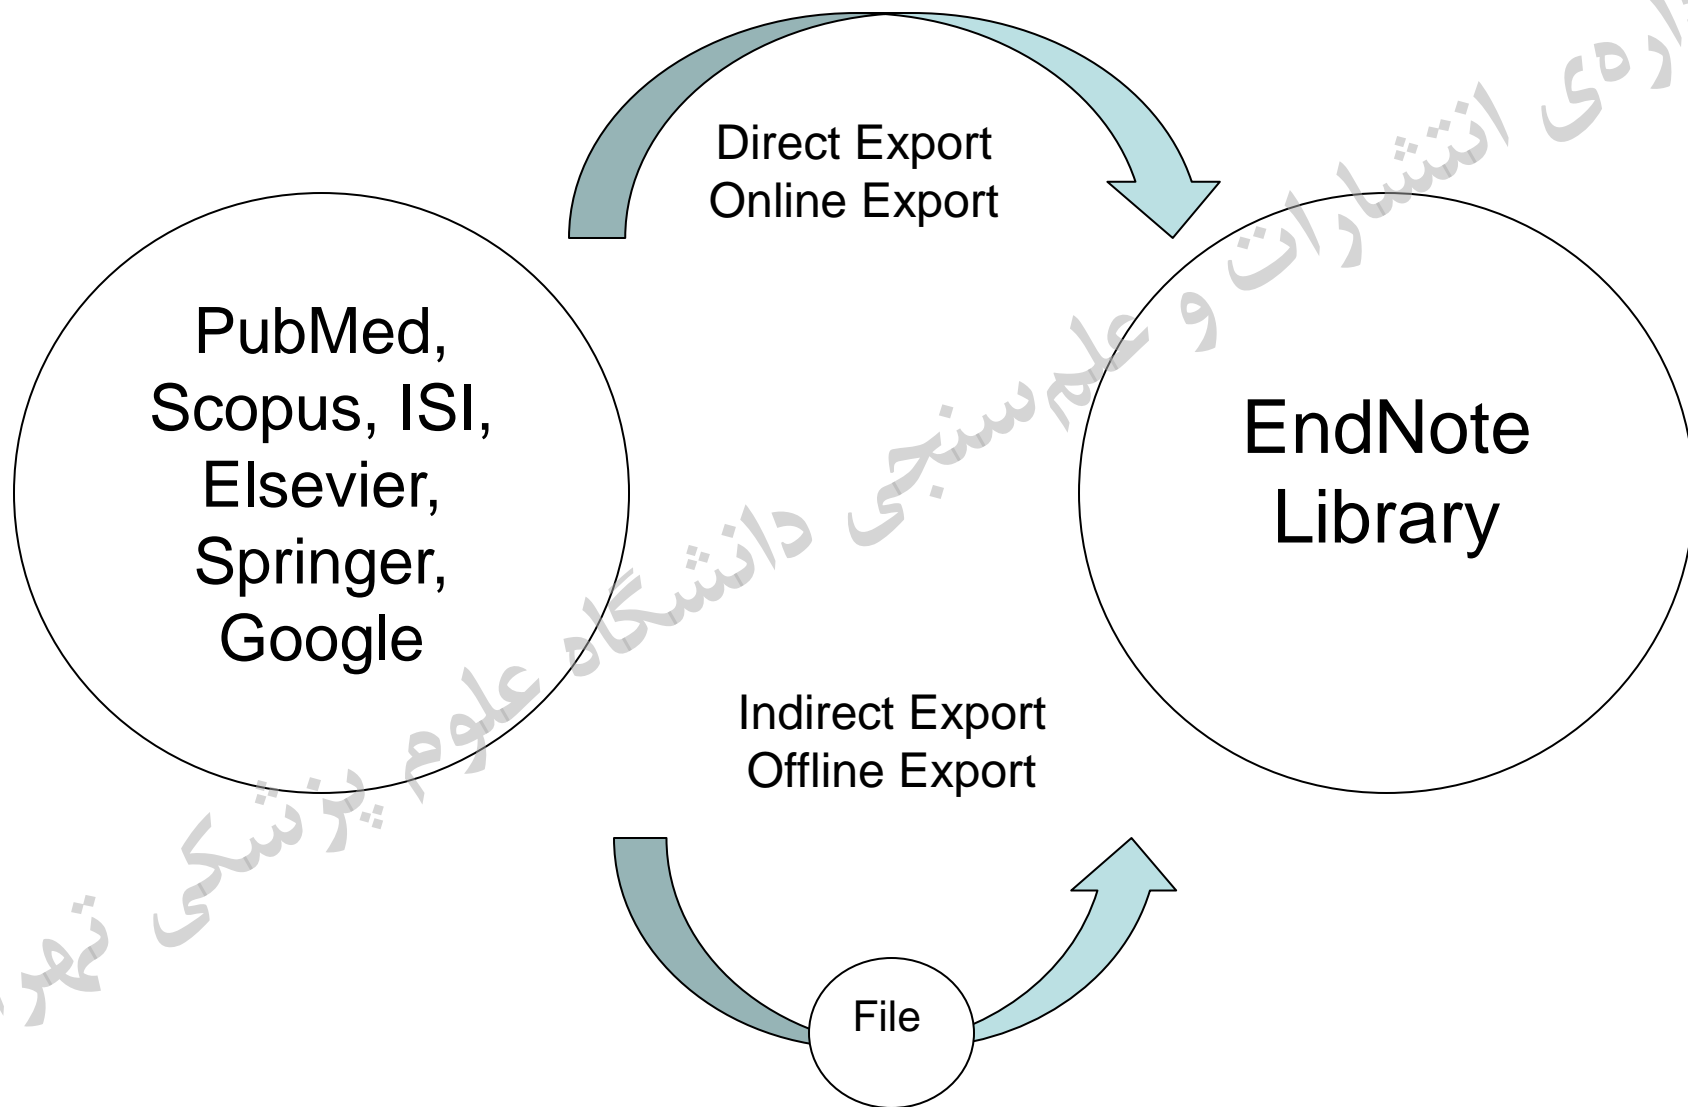 Direct Export
Online Export
PubMed,
Scopus, ISI,
Elsevier,
Springer,
Google
EndNote
Library
Indirect Export
Offline Export
File
انتشارات و علم‌سنجی دانشگاه علوم پزشکی